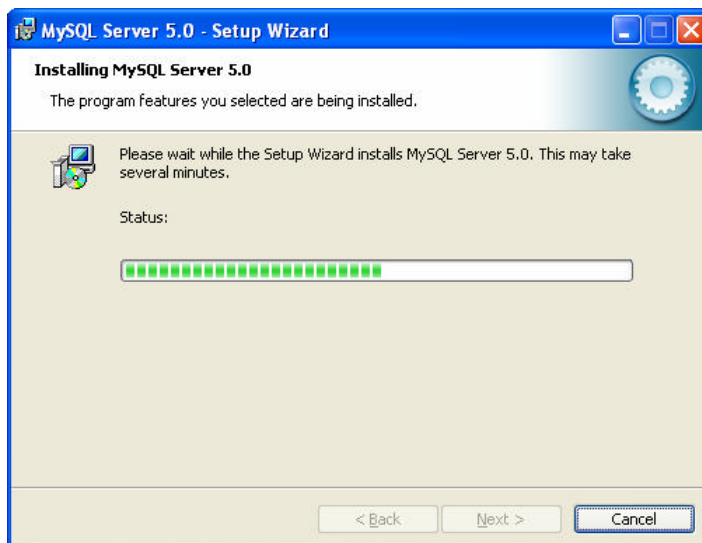 MySQL Server 5.0 - Setup Wizard
Installing MySQL Server 5.0
The program features you selected are being installed.
Please wait while the Setup Wizard installs MySQL Server 5.0. This may take
several minutes.
Status:
< Back Next > Cancel